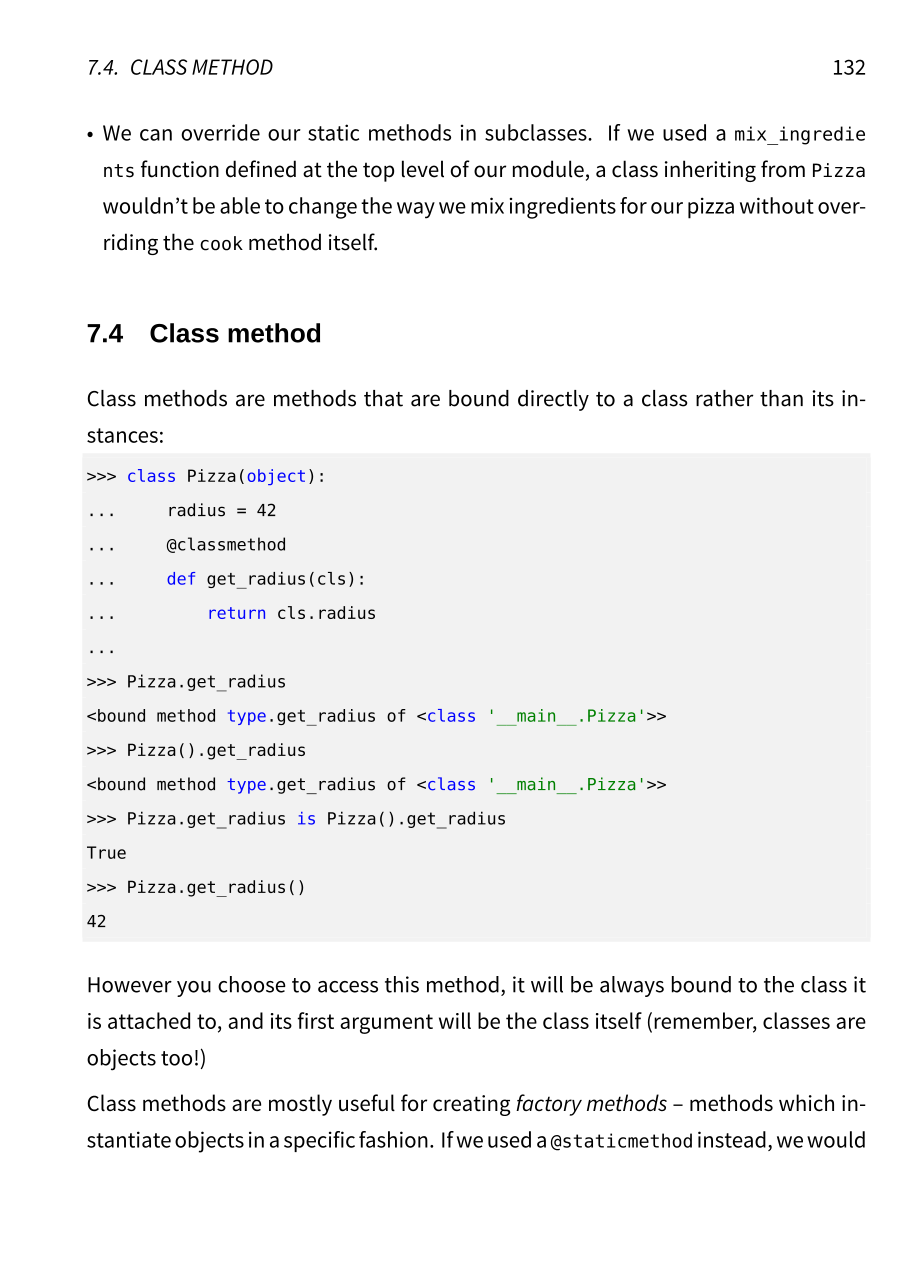 7.4. CLASS METHOD 132
• We can override our static methods in subclasses. If we used a mix_ingredie
nts function defined at the top level of our module, a class inheriting from Pizza
wouldn’t be able to change the way we mix ingredients for our pizza without over-
riding the cook method itself.
7.4 Class method
Class methods are methods that are bound directly to a class rather than its in-
stances:
>>> class Pizza(object):
...     radius = 42
...     @classmethod
...     def get_radius(cls):
...         return cls.radius
...
>>> Pizza.get_radius
<bound method type.get_radius of <class '__main__.Pizza'>>
>>> Pizza().get_radius
<bound method type.get_radius of <class '__main__.Pizza'>>
>>> Pizza.get_radius is Pizza().get_radius
True
>>> Pizza.get_radius()
42
However you choose to access this method, it will be always bound to the class it
is attached to, and its first argument will be the class itself (remember, classes are
objects too!)
Class methods are mostly useful for creating factory methods – methods which in-
stantiate objects in a specific fashion. If we used a @staticmethod instead, we would